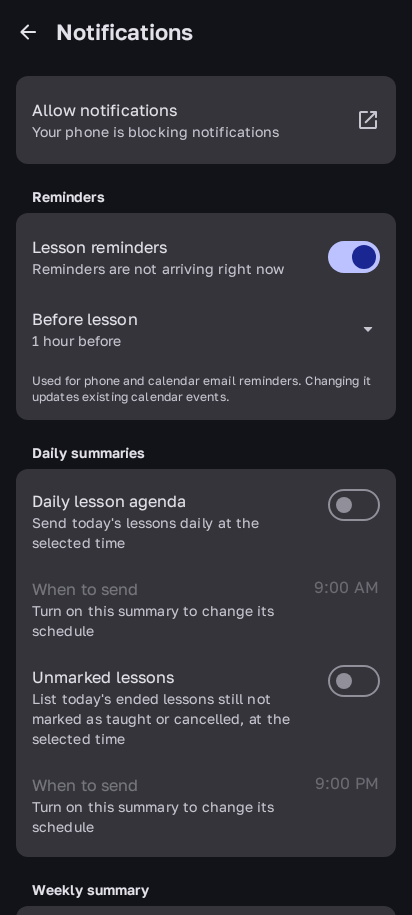 Notifications
Allow notifications
Your phone is blocking notifications
Reminders
Lesson reminders
Reminders are not arriving right now
Before lesson
1 hour before
Used for phone and calendar email reminders. Changing it
updates existing calendar events.
Daily summaries
Daily lesson agenda
Send today's lessons daily at the
selected time
When to send
9:00 AM
Turn on this summary to change its
schedule
Unmarked lessons
List today's ended lessons still not
marked as taught or cancelled, at the
selected time
When to send
9:00 PM
Turn on this summary to change its
schedule
Weekly summary